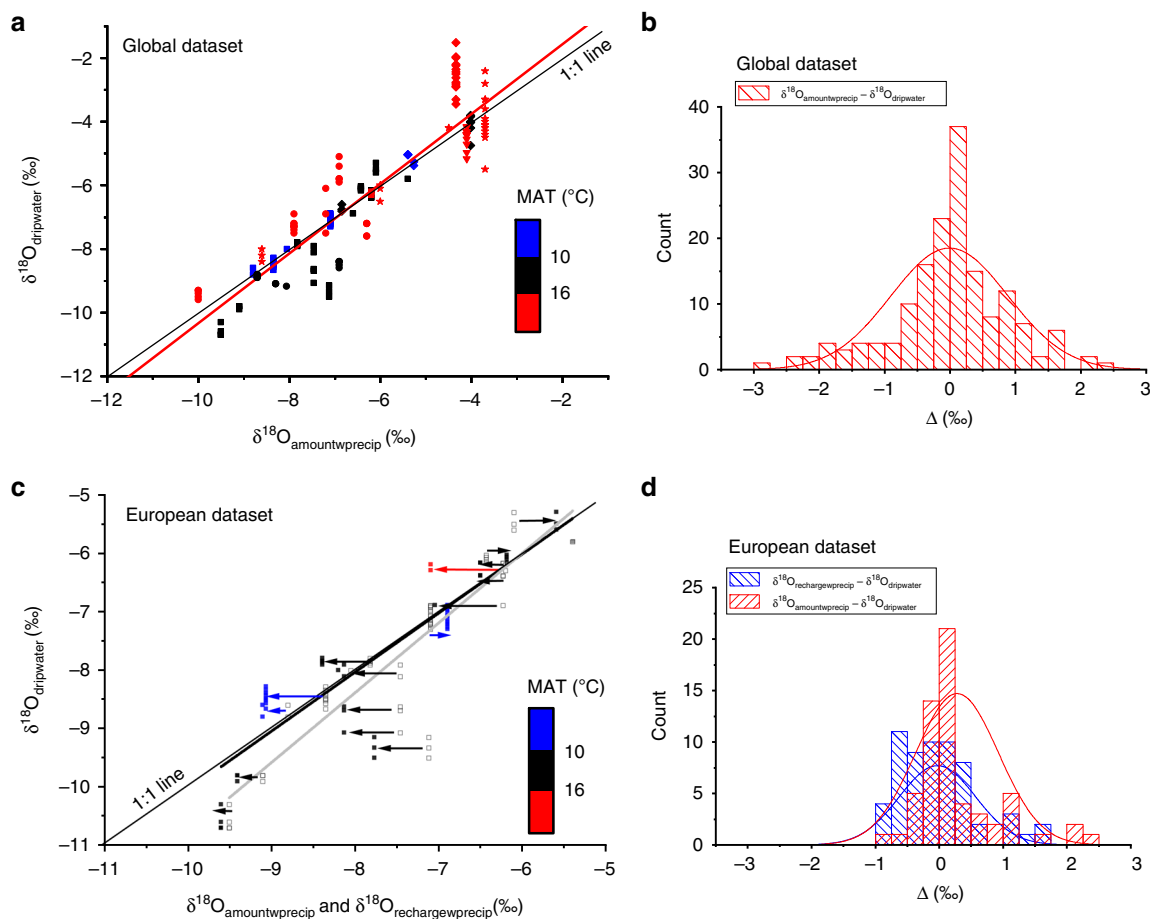 a
Global dataset
1:1 line
MAT (°C)
10
16
−2
−4
−6
−8
−10
−12
−12
−10
−8
−6
−4
−2
δ18Odripwater (‰)
δ18Oamountwprecip (‰)
b
Global dataset
δ18Oamountwprecip – δ18Odripwater
40
30
20
10
0
Count
−3
−2
−1
0
1
2
3
Δ (‰)
c
European dataset
1:1 line
MAT (°C)
10
16
−5
−6
−7
−8
−9
−10
−11
−11
−10
−9
−8
−7
−6
−5
δ18Odripwater (‰)
δ18Oamountwprecip and δ18Orechargewprecip(‰)
d
European dataset
δ18Orechargewprecip – δ18Odripwater
δ18Oamountwprecip – δ18Odripwater
25
20
15
10
5
0
Count
−3
−2
−1
0
1
2
3
Δ (‰)